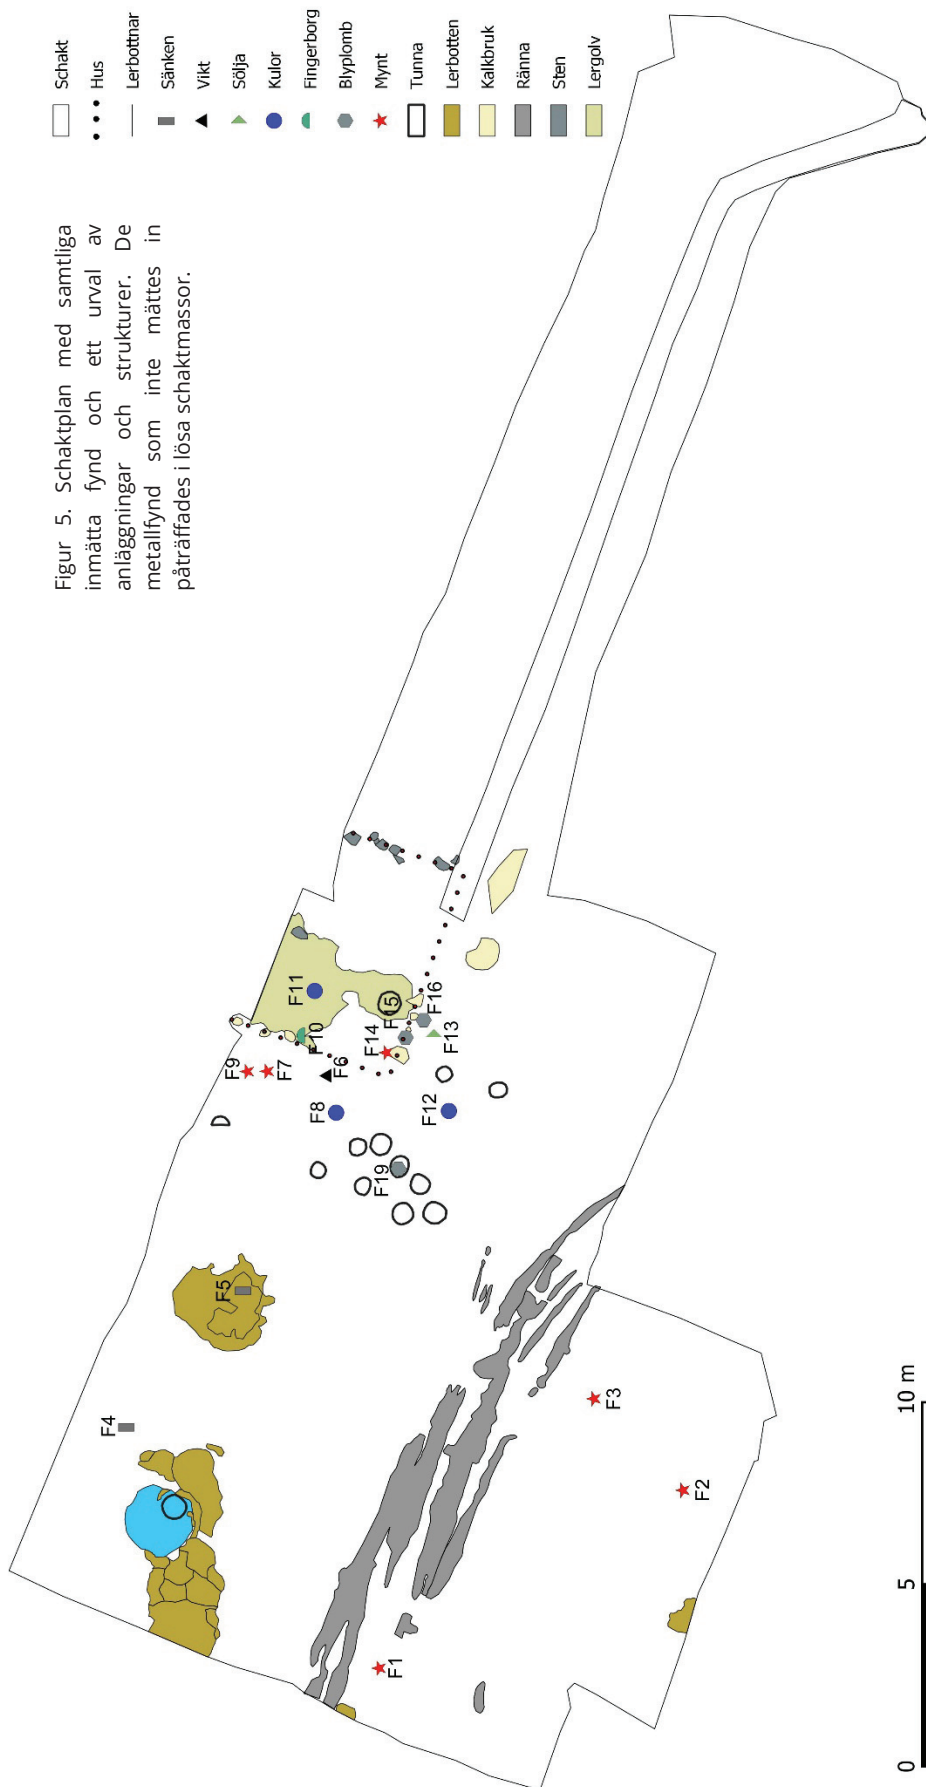 Figur 5. Schaktplan med samtliga
inmätta fynd och ett urval av
anläggningar och strukturer. De
metallfynd som inte mättes in
påträffades i lösa schaktmassor.
Schakt
Hus
Lerbottnar
Sänken
Vikt
Sölja
Kulor
Fingerborg
Blyplomb
Mynt
Tunna
Lerbotten
Kalkbruk
Ränna
Sten
Lergolv
F4
F5
F9
F7
F10
F11
F6
F8
F14
F15
F16
F13
F12
F19
F1
F3
F2
0 5 10 m